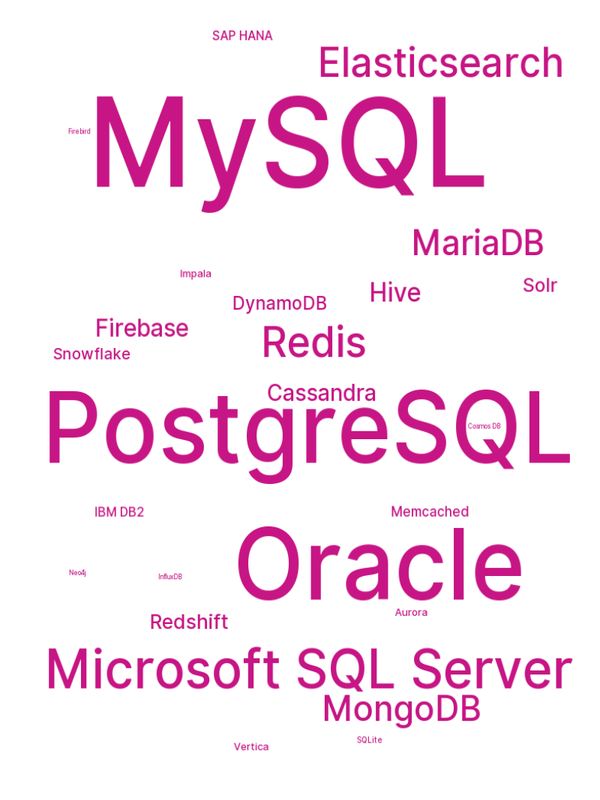 SAP HANA
Elasticsearch
MySQL
Firebird
MariaDB
Impala
Solr
Hive
DynamoDB
Firebase
Redis
Snowflake
Cassandra
PostgreSQL
Cosmos DB
IBM DB2
Memcached
Oracle
Neo4j
InfluxDB
Aurora
Redshift
Microsoft SQL Server
MongoDB
SQLite
Vertica